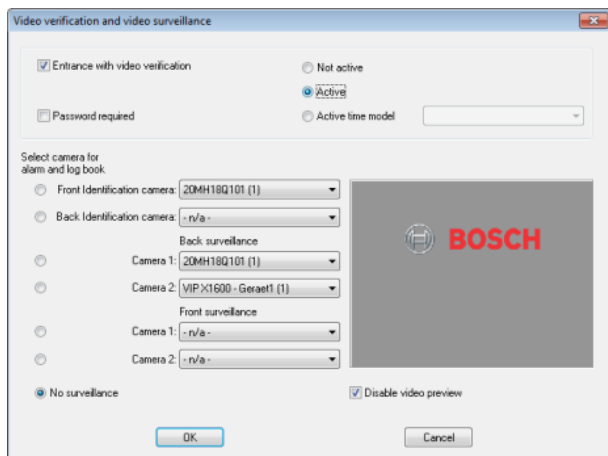 Video verification and video surveillance
Entrance with video verification
Not active
Active
Password required
Active time model
Select camera for
alarm and log book
Front Identification camera: 20MH18Q101 (1)
Back Identification camera: - n/a -
Back surveillance
Camera 1: 20MH18Q101 (1)
Camera 2: VIP X1600 - Geraet1 (1)
Front surveillance
Camera 1: - n/a -
Camera 2: - n/a -
BOSCH
No surveillance
Disable video preview
OK
Cancel